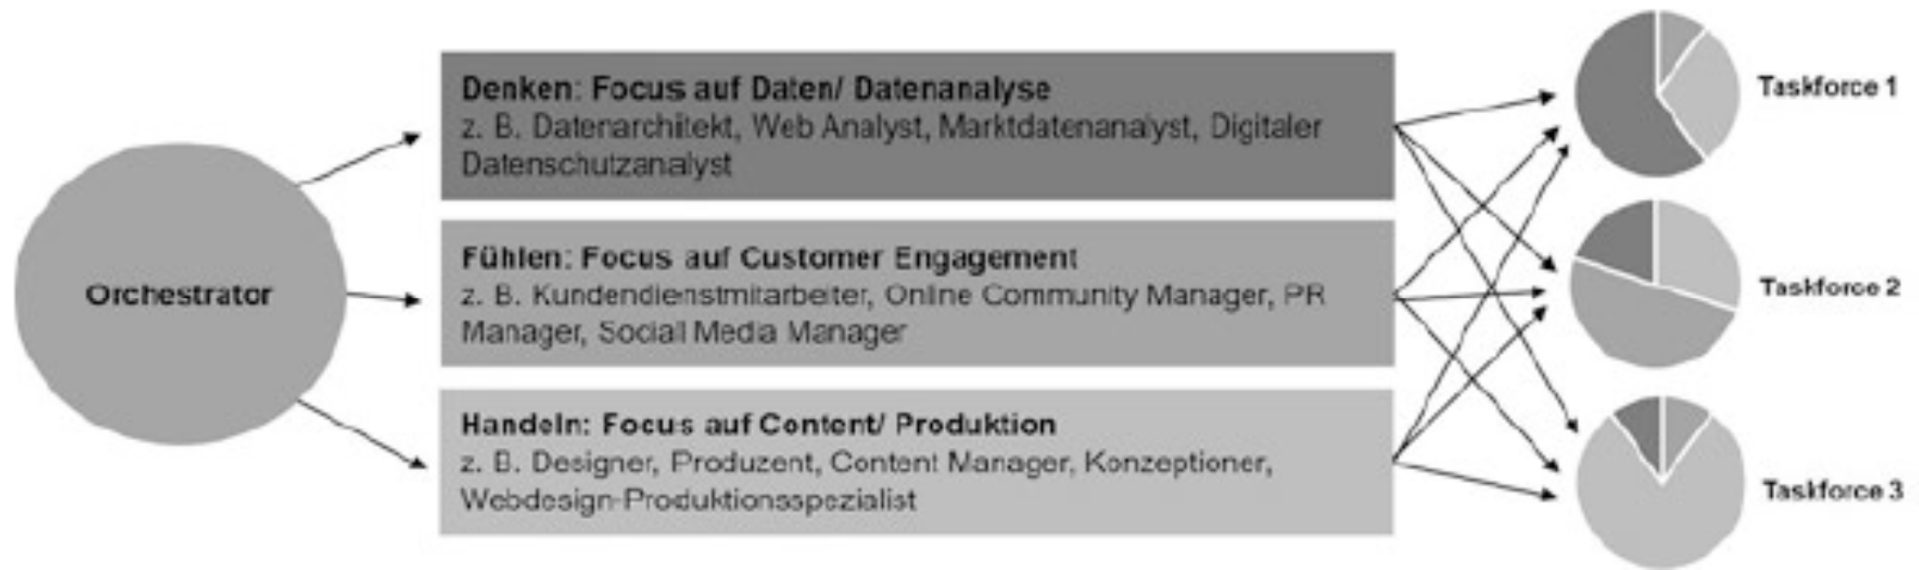 Orchestrator
Denken: Focus auf Daten/ Datenanalyse
z. B. Datenarchitekt, Web Analyst, Marktdatenanalyst, Digitaler
Datenschutzanalyst
Fühlen: Focus auf Customer Engagement
z. B. Kundendienstmitarbeiter, Online Community Manager, PR
Manager, Social Media Manager
Handeln: Focus auf Content/ Produktion
z. B. Designer, Produzent, Content Manager, Konzeptioner,
Webdesign-Produktionsspezialist
Taskforce 1
Taskforce 2
Taskforce 3